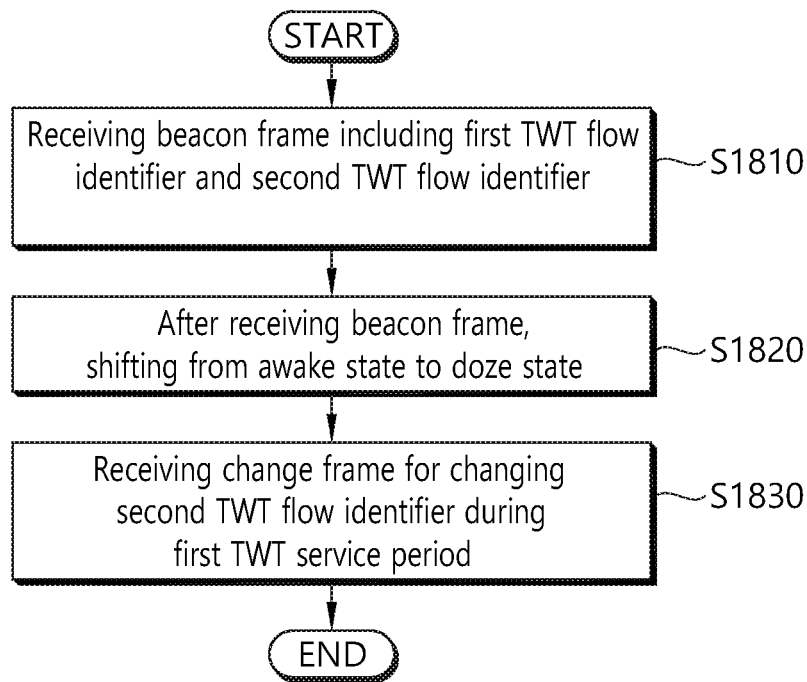 START
Receiving beacon frame including first TWT flow
identifier and second TWT flow identifier
S1810
After receiving beacon frame,
shifting from awake state to doze state
S1820
Receiving change frame for changing
second TWT flow identifier during
first TWT service period
S1830
END